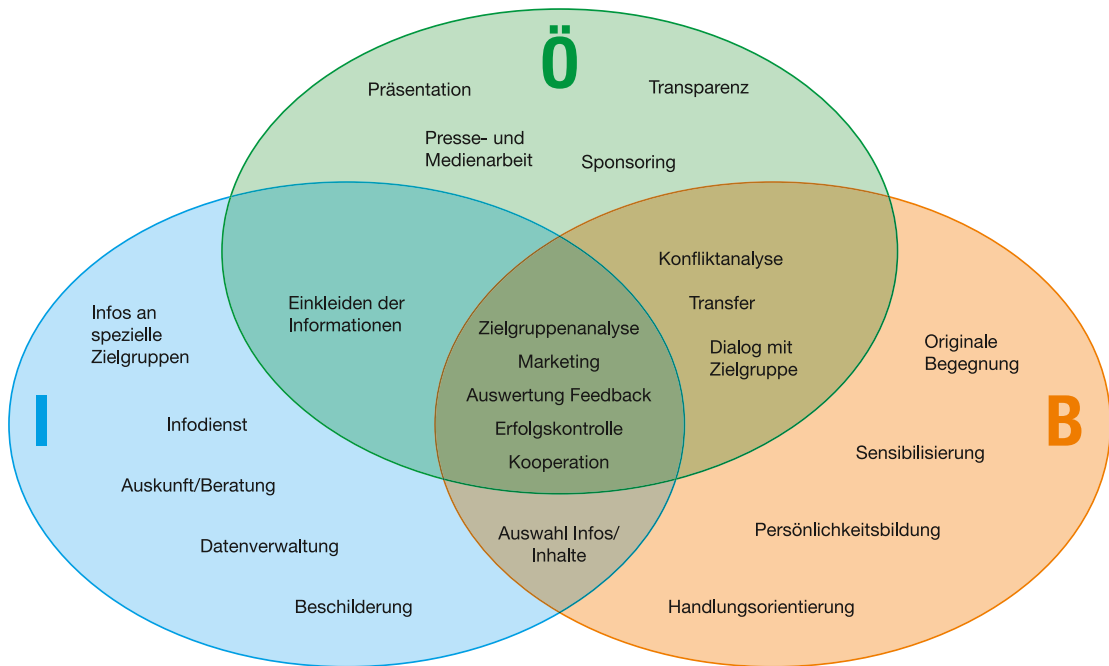 Ö
Präsentation
Transparenz
Presse- und
Medienarbeit
Sponsoring
Konfliktanalyse
Transfer
Dialog mit
Zielgruppe
Einkleiden der
Informationen
Zielgruppenanalyse
Marketing
Auswertung Feedback
Erfolgskontrolle
Kooperation
Infos an
spezielle
Zielgruppen
I
Infodienst
Auskunft/Beratung
Datenverwaltung
Beschilderung
Auswahl Infos/
Inhalte
Originale
Begegnung
B
Sensibilisierung
Persönlichkeitsbildung
Handlungsorientierung